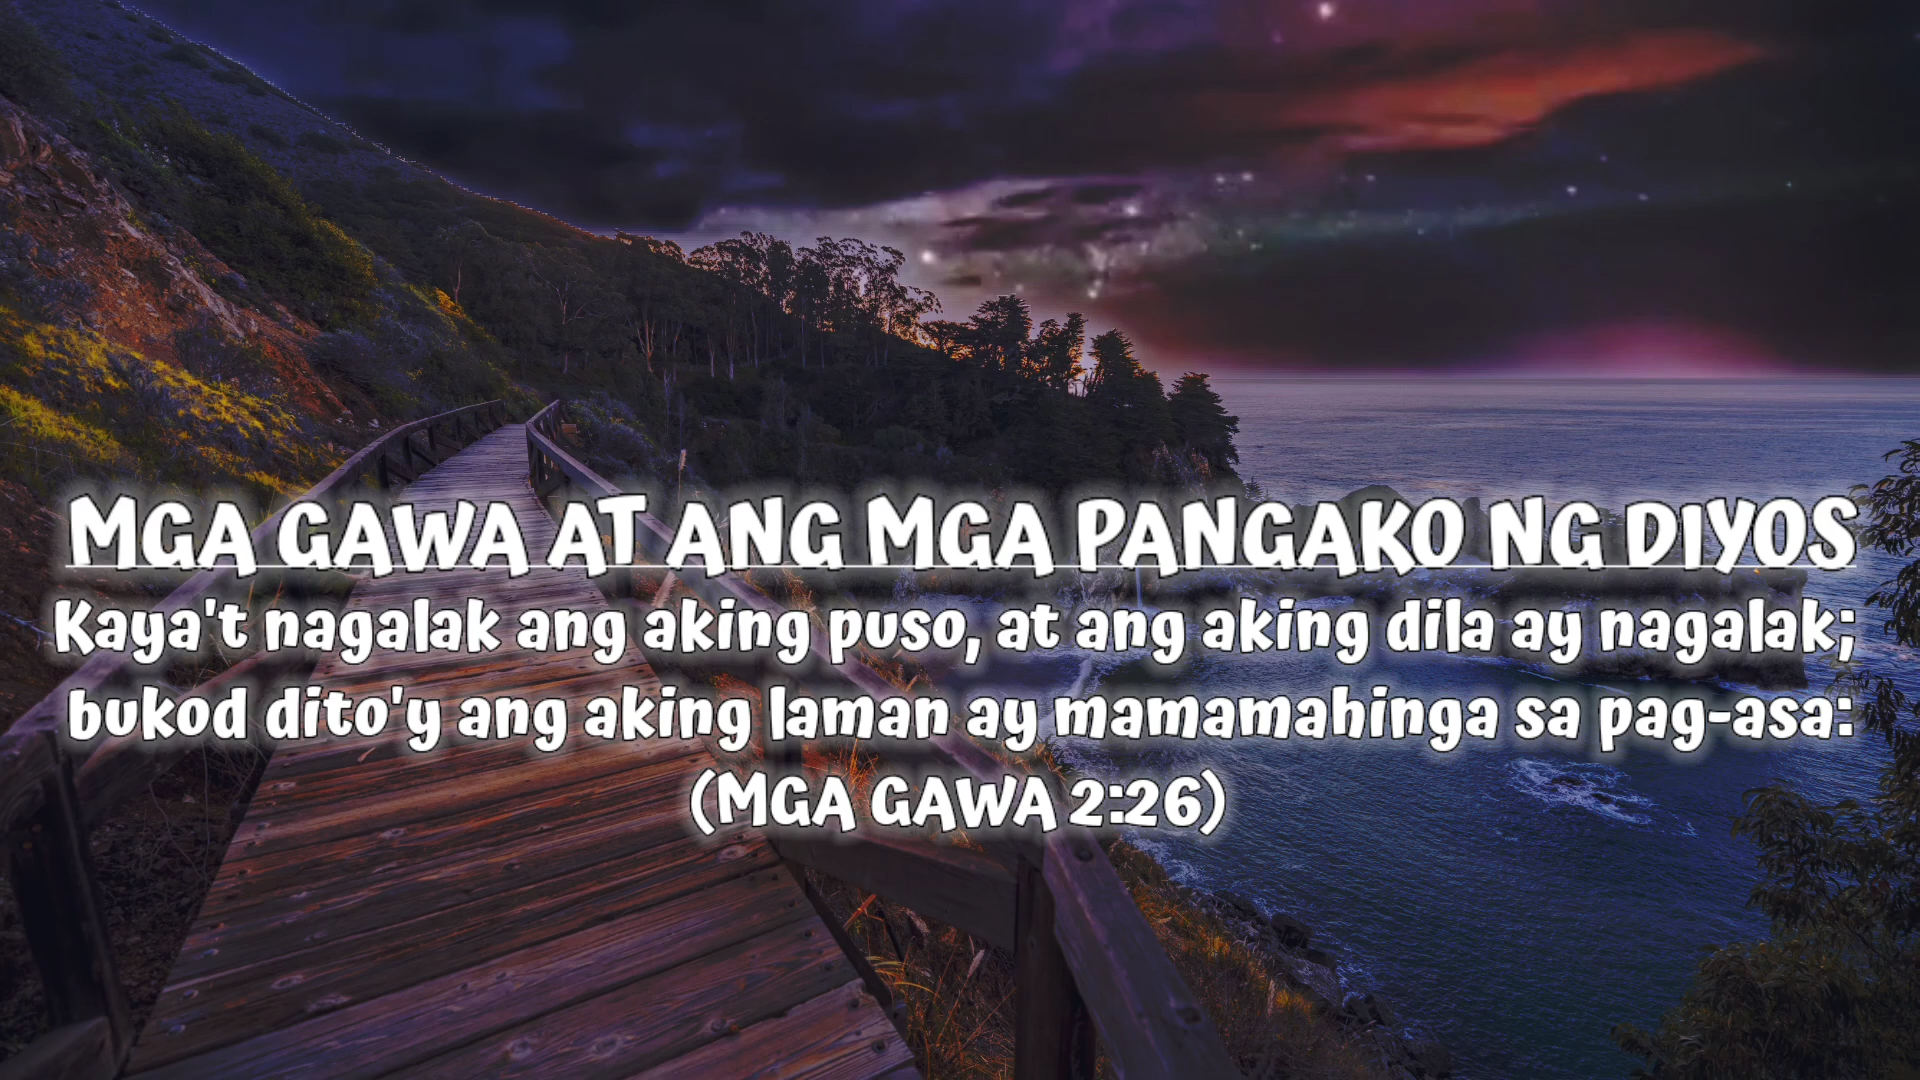 MGA GAWA AT ANG MGA PANGAKO NG DIYOS
Kaya't nagalak ang aking puso, at ang aking dila ay nagalak;
bukod dito'y ang aking laman ay mamamahinga sa pag-asa:
(MGA GAWA 2:26)